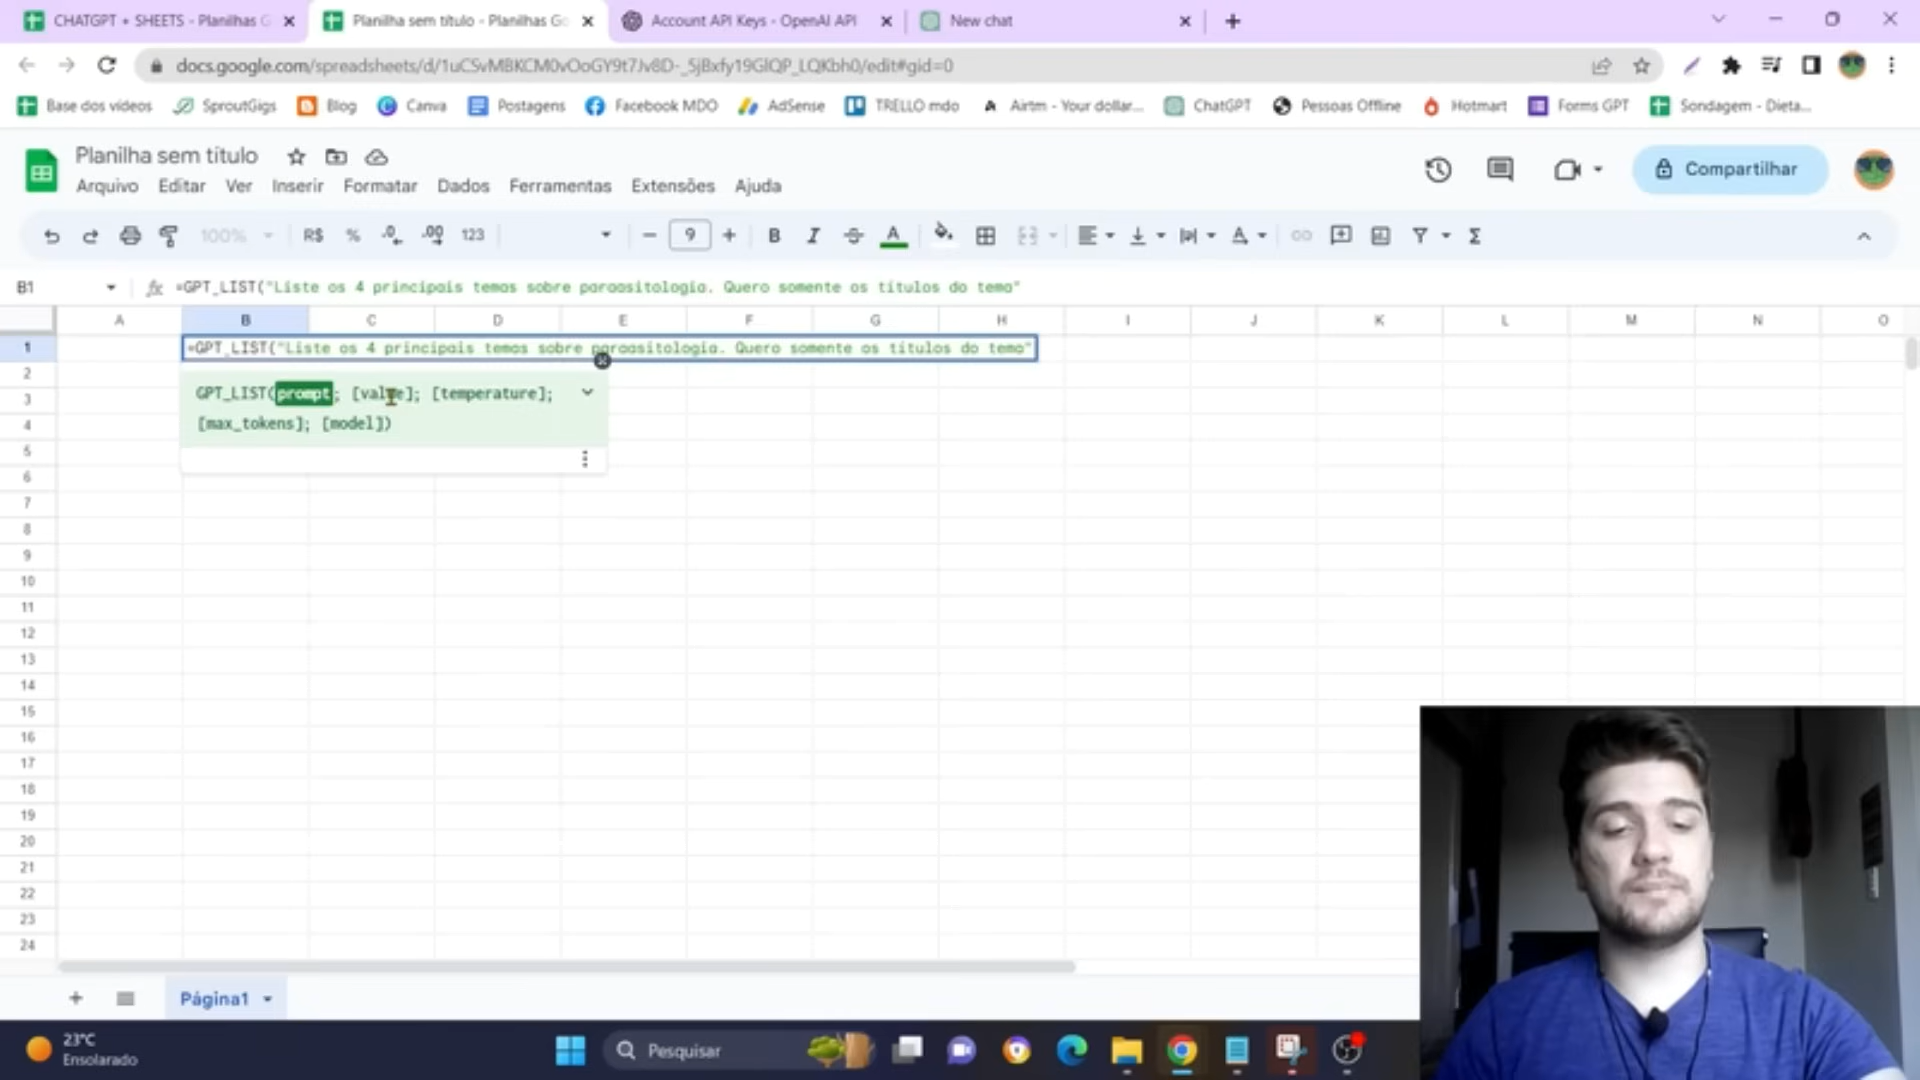 CHATGPT + SHEETS - Planilhas G
Planilha sem título - Planilhas Go
Account API Keys - OpenAI API
New chat
docs.google.com/spreadsheets/d/1uCSvMBKCM0vOoGY9t7Jv8D-_5jBxfy19GlQP_LQKbh0/edit#gid=0
Base dos vídeos
SproutGigs
Blog
Canva
Postagens
Facebook MDO
AdSense
TRELLO mdo
Airtm - Your dollar...
ChatGPT
Pessoas Offline
Hotmart
Forms GPT
Sondagem - Dieta...
Planilha sem título
Compartilhar
Arquivo Editar Ver Inserir Formatar Dados Ferramentas Extensões Ajuda
100% R$ % .0 .00 123 9 B I S A
B1
fx =GPT_LIST("Liste os 4 principais temas sobre parasitologia. Quero somente os títulos do tema"
A B C D E F G H I J K L M N O
1 =GPT_LIST("Liste os 4 principais temas sobre parasitologia. Quero somente os títulos do tema"
2
3 GPT_LIST(prompt; [value]; [temperature];
4 [max_tokens]; [model])
5
6
7
8
9
10
11
12
13
14
15
16
17
18
19
20
21
22
23
24
Página1
23°C
Ensolarado
Pesquisar